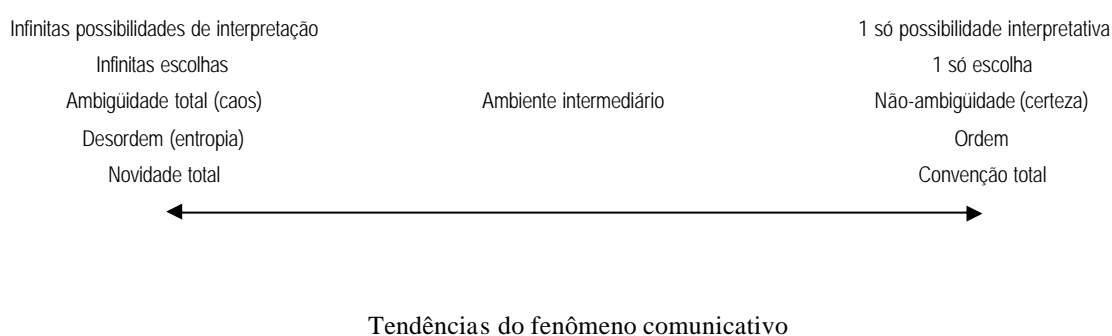 Infinitas possibilidades de interpretação 1 só possibilidade interpretativa
Infinitas escolhas 1 só escolha
Ambigüidade total (caos) Ambiente intermediário Não-ambigüidade (certeza)
Desordem (entropia) Ordem
Novidade total Convenção total
Tendências do fenômeno comunicativo